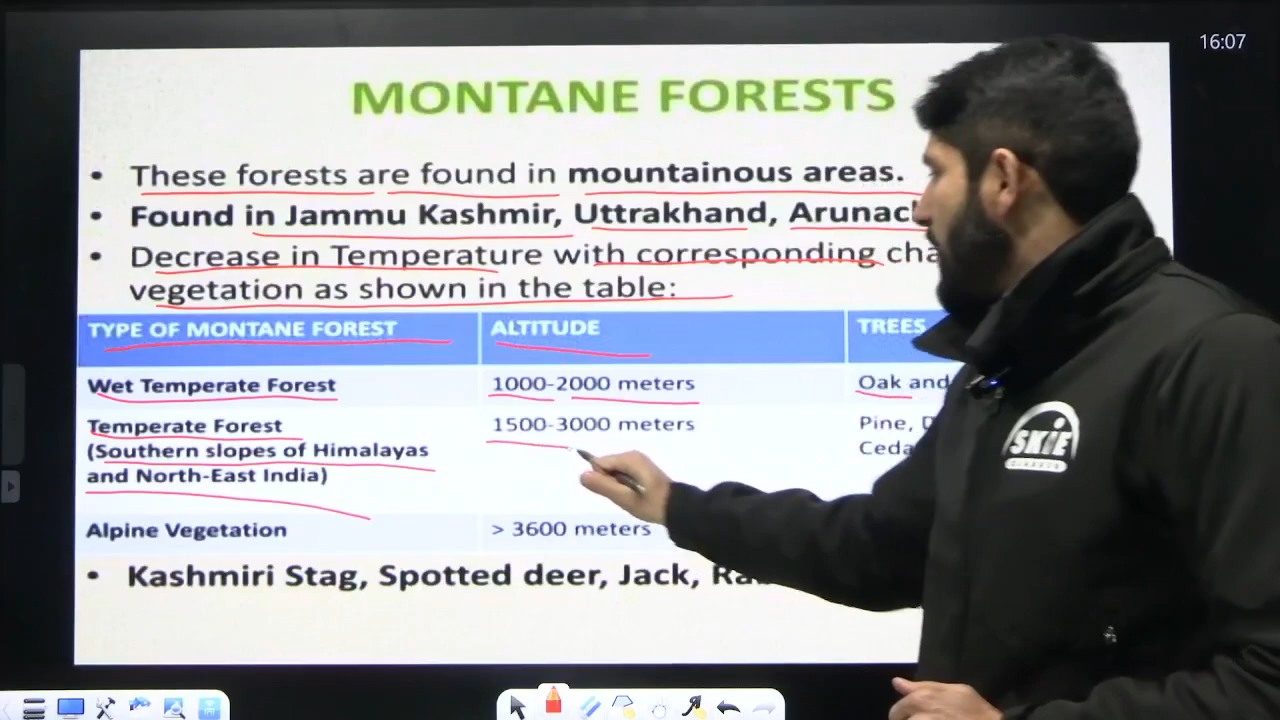 16:07
MONTANE FORESTS
• These forests are found in mountainous areas.
• Found in Jammu Kashmir, Uttrakhand,
• Decrease in Temperature with corresponding
vegetation as shown in the table:
TYPE OF MONTANE FOREST ALTITUDE TREES
Wet Temperate Forest 1000-2000 meters Oak and
Temperate Forest 1500-3000 meters Pine,
(Southern slopes of Himalayas
and North-East India)
Alpine Vegetation > 3600 meters
• Kashmiri Stag, Spotted deer, Jack,
SKIE
CLASSES